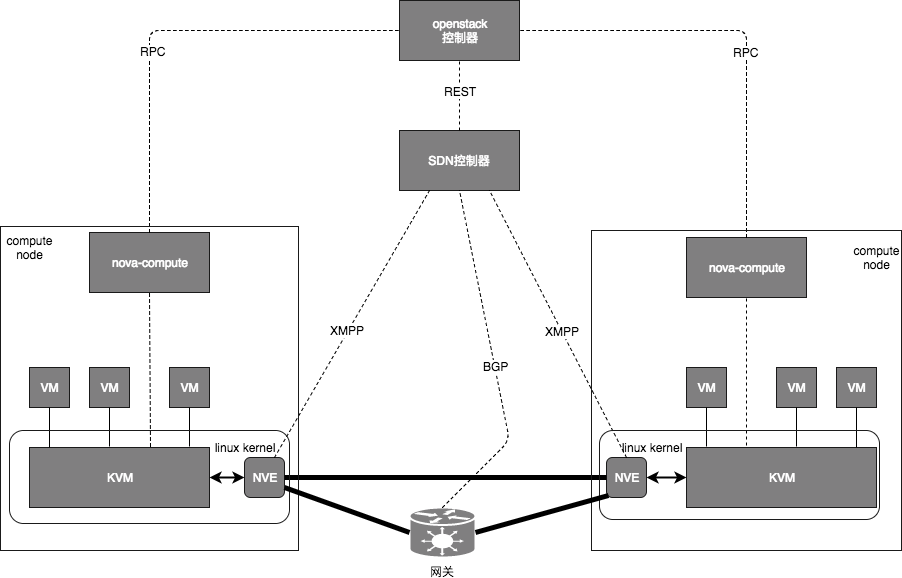 openstack
控制器
RPC
RPC
REST
SDN控制器
compute
node
nova-compute
nova-compute
compute
node
XMPP
XMPP
BGP
VM
VM
VM
VM
VM
VM
linux kernel
linux kernel
KVM
NVE
NVE
KVM
网关